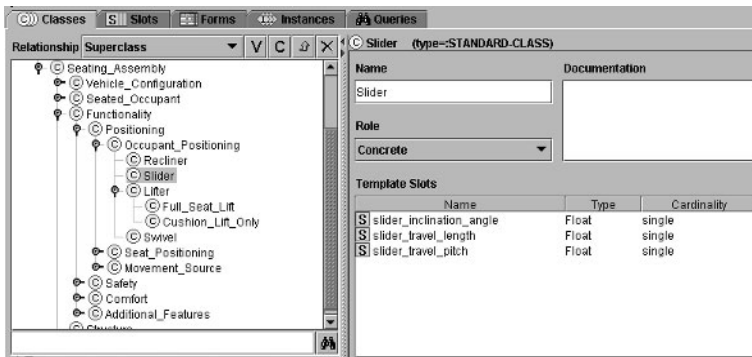 Classes Slots Forms Instances Queries
Relationship Superclass V C
Seating_Assembly
Vehicle_Configuration
Seated_Occupant
Functionality
Positioning
Occupant_Positioning
Recliner
Slider
Lifter
Full_Seat_Lift
Cushion_Lift_Only
Swivel
Seat_Positioning
Movement_Source
Safety
Comfort
Additional_Features
Structure
C Slider (type=:STANDARD-CLASS)
Name Documentation
Slider
Role
Concrete
Template Slots
Name Type Cardinality
S slider_inclination_angle Float single
S slider_travel_length Float single
S slider_travel_pitch Float single